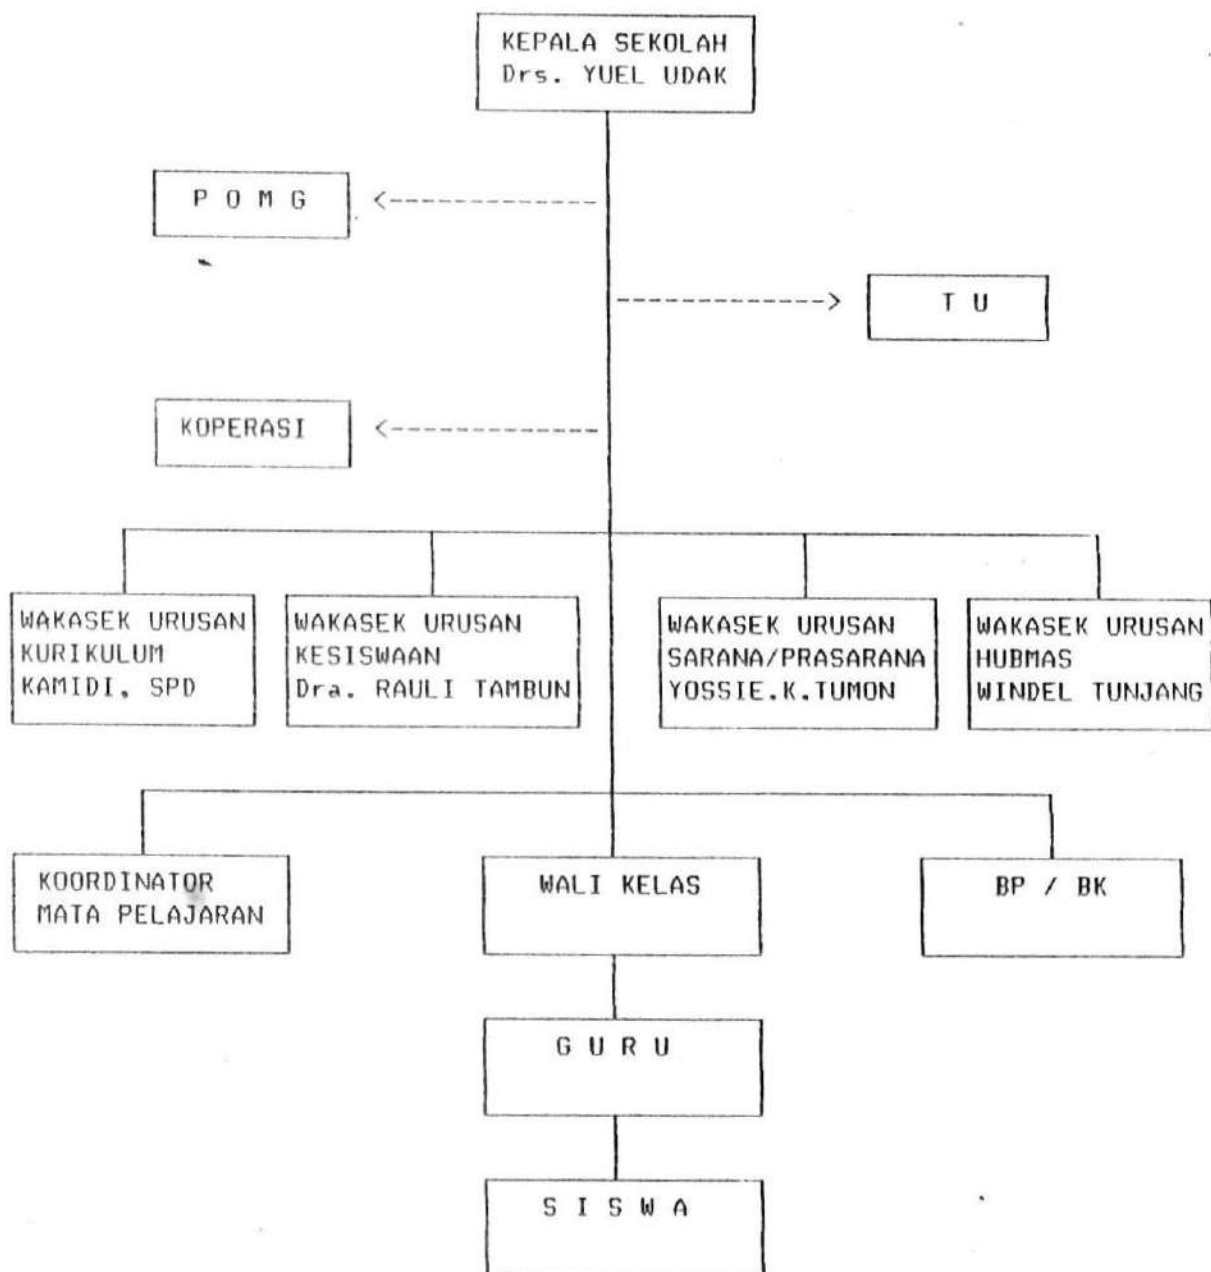 KEPALA SEKOLAH
Drs. YUEL UDAK
P O M G
T U
KOPERASI
WAKASEK URUSAN
KURIKULUM
KAMIDI, SPD
WAKASEK URUSAN
KESISWAAN
Dra. RAULI TAMBUN
WAKASEK URUSAN
SARANA/PRASARANA
YOSSIE.K.TUMON
WAKASEK URUSAN
HUBMAS
WINDEL TUNJANG
KOORDINATOR
MATA PELAJARAN
WALI KELAS
BP / BK
G U R U
S I S W A